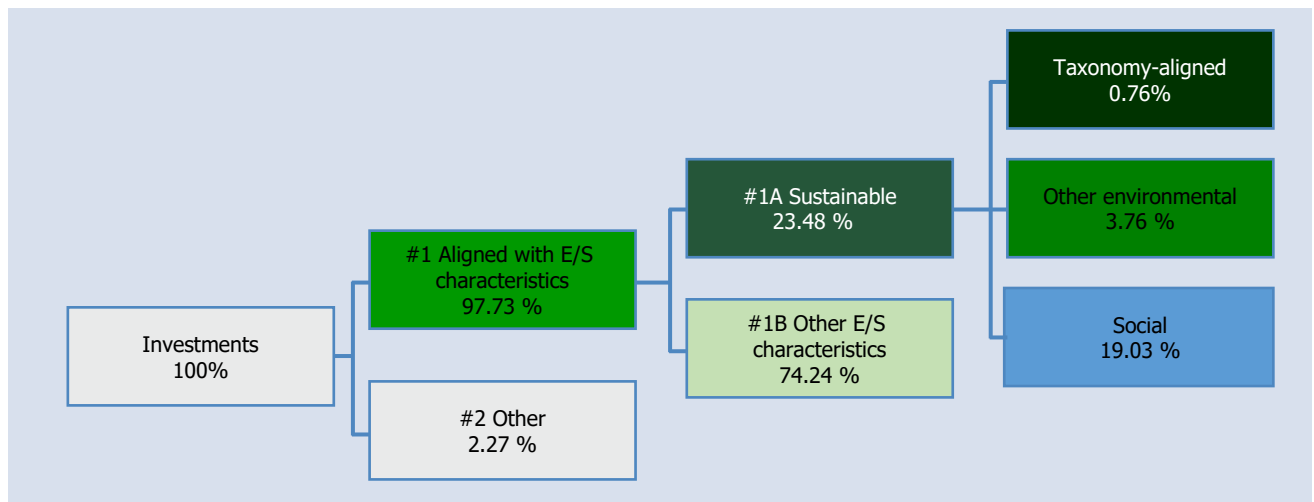 Investments
100%
#1 Aligned with E/S
characteristics
97.73 %
#2 Other
2.27 %
#1A Sustainable
23.48 %
#1B Other E/S
characteristics
74.24 %
Taxonomy-aligned
0.76%
Other environmental
3.76 %
Social
19.03 %